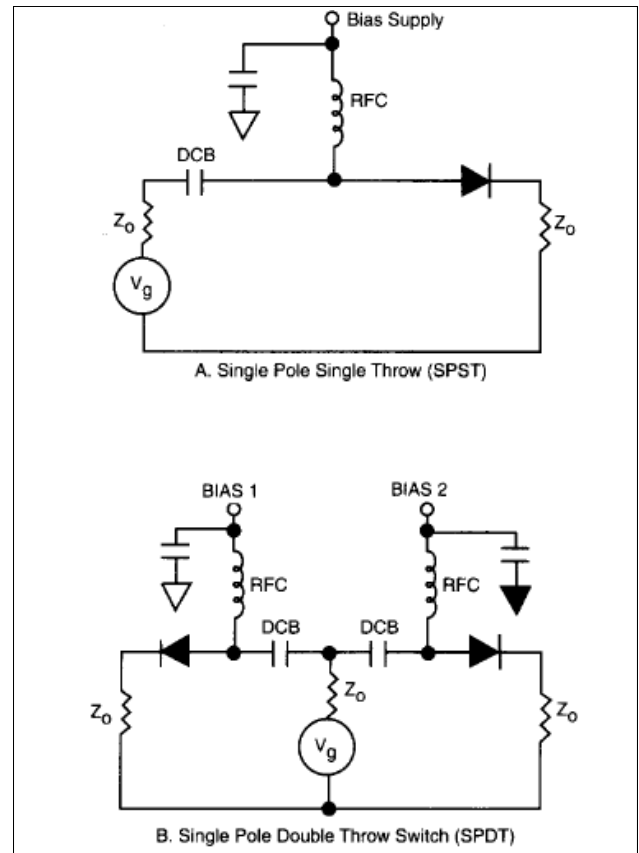 Bias Supply
RFC
DCB
Zo
Zo
Vg
A. Single Pole Single Throw (SPST)
BIAS 1
BIAS 2
RFC
RFC
DCB
DCB
Zo
Zo
Zo
Vg
B. Single Pole Double Throw Switch (SPDT)